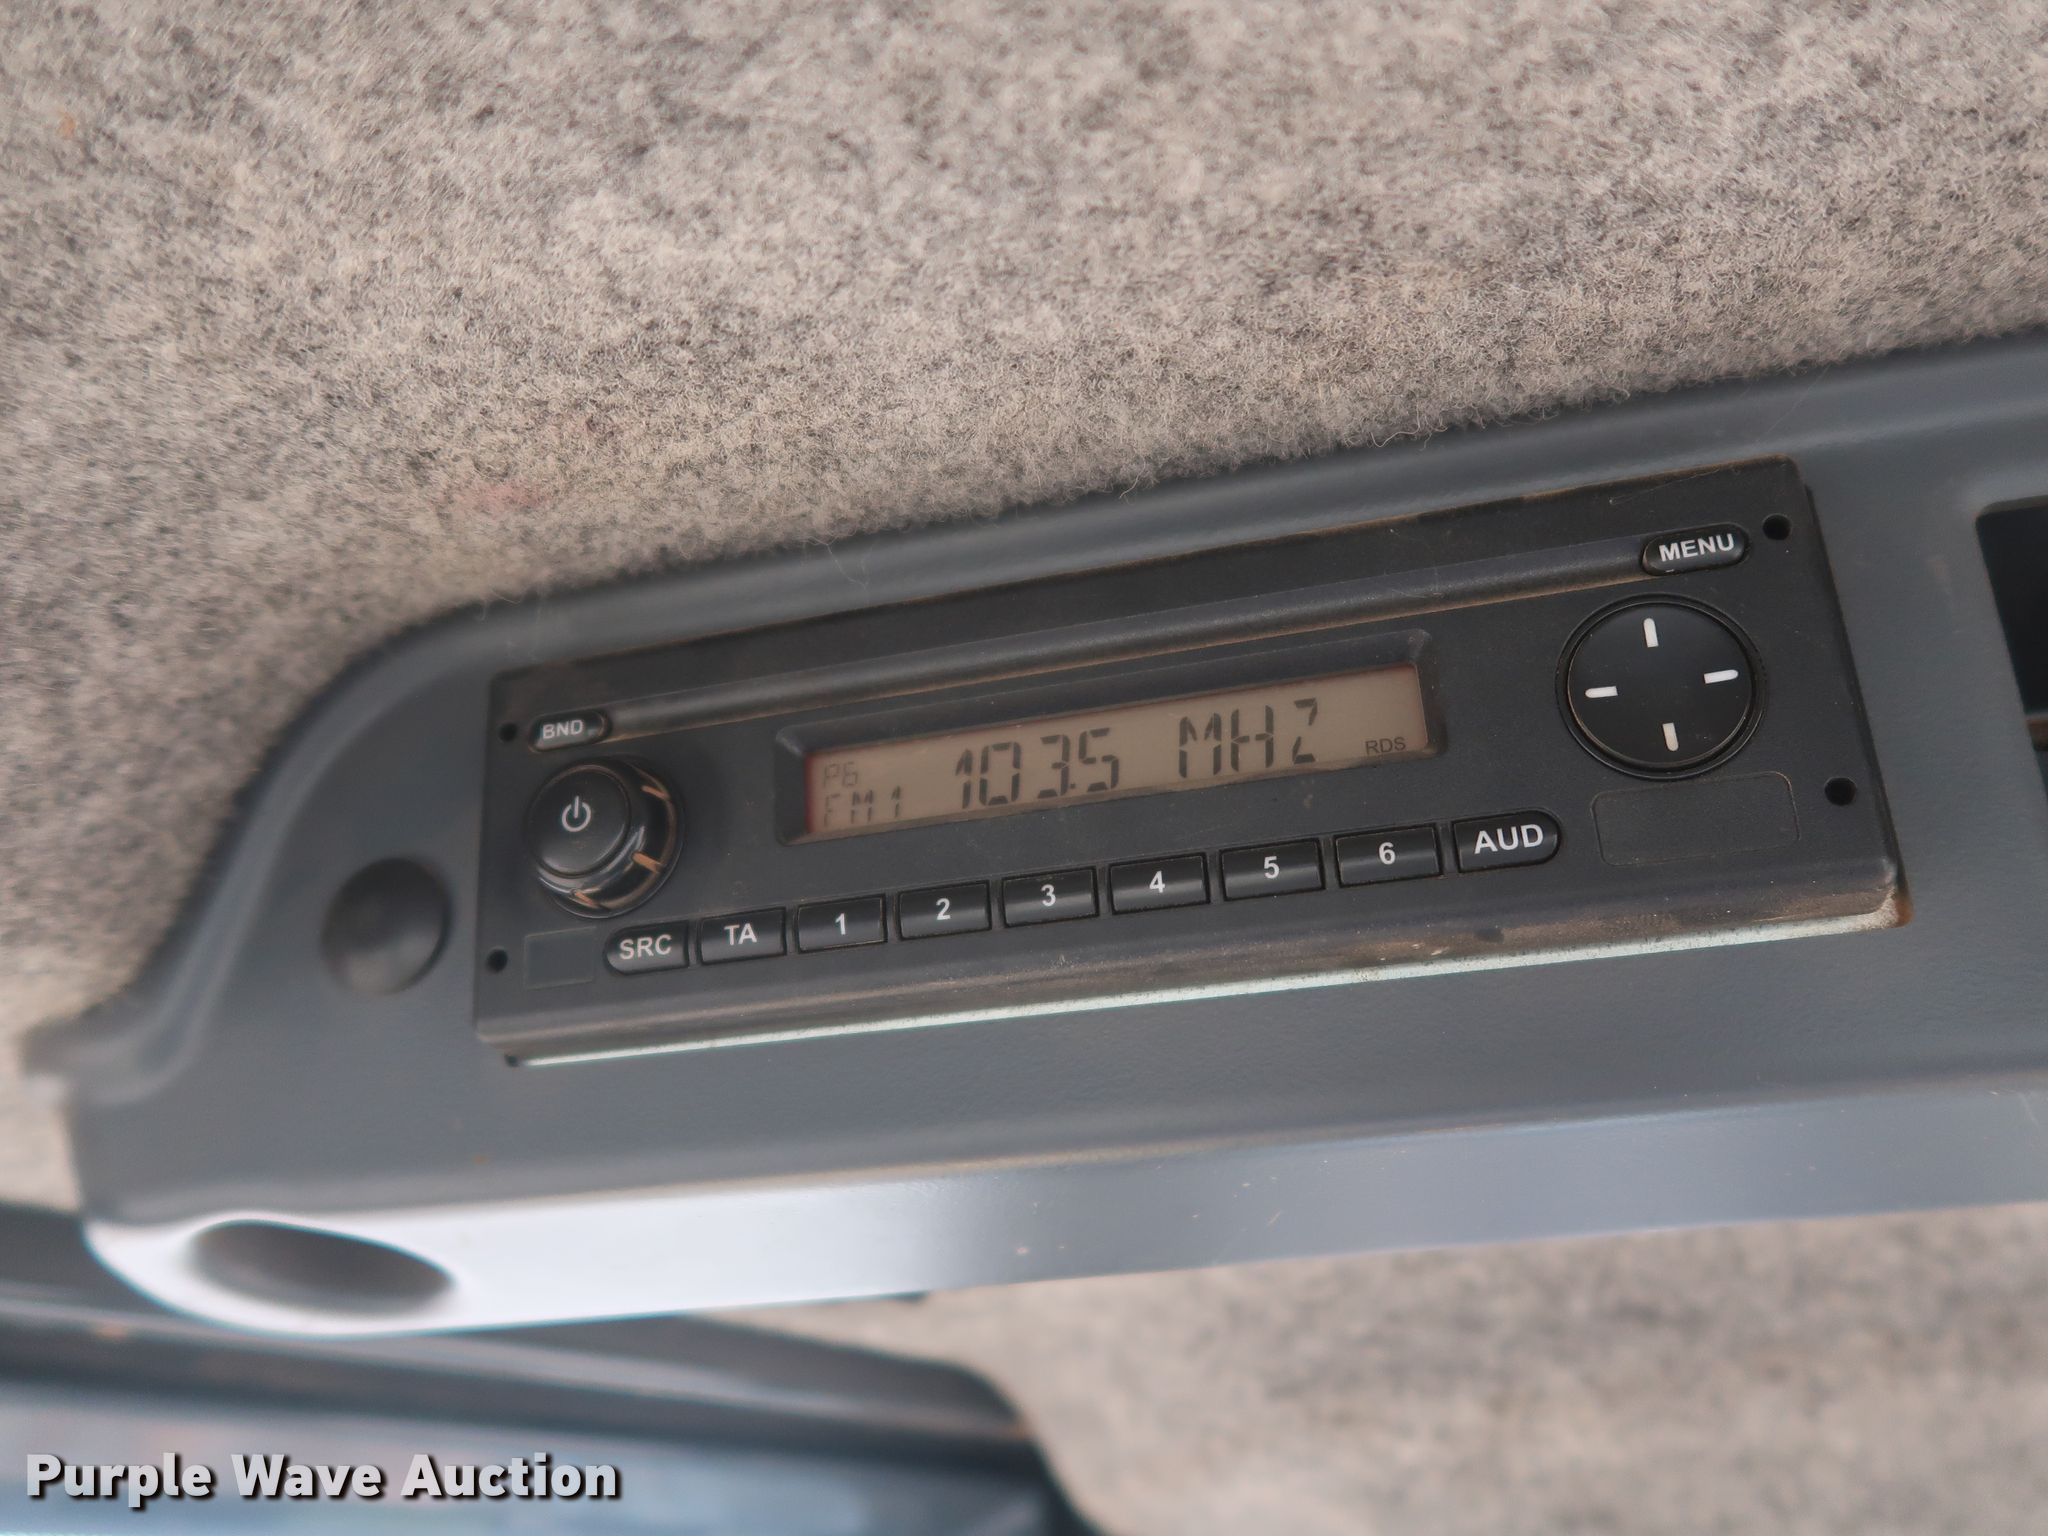 MENU
BND
P6
FM1 103.5 MHZ RDS
SRC TA 1 2 3 4 5 6 AUD
Purple Wave Auction